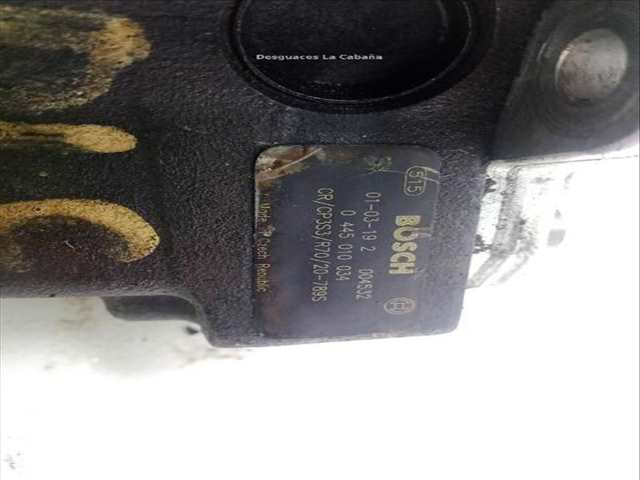 Desguaces La Cabaña
515
BOSCH
01-03-19 2 004532
0 445 010 034
CR/CP3S3/R70/20-789S
Made in Czech Republic